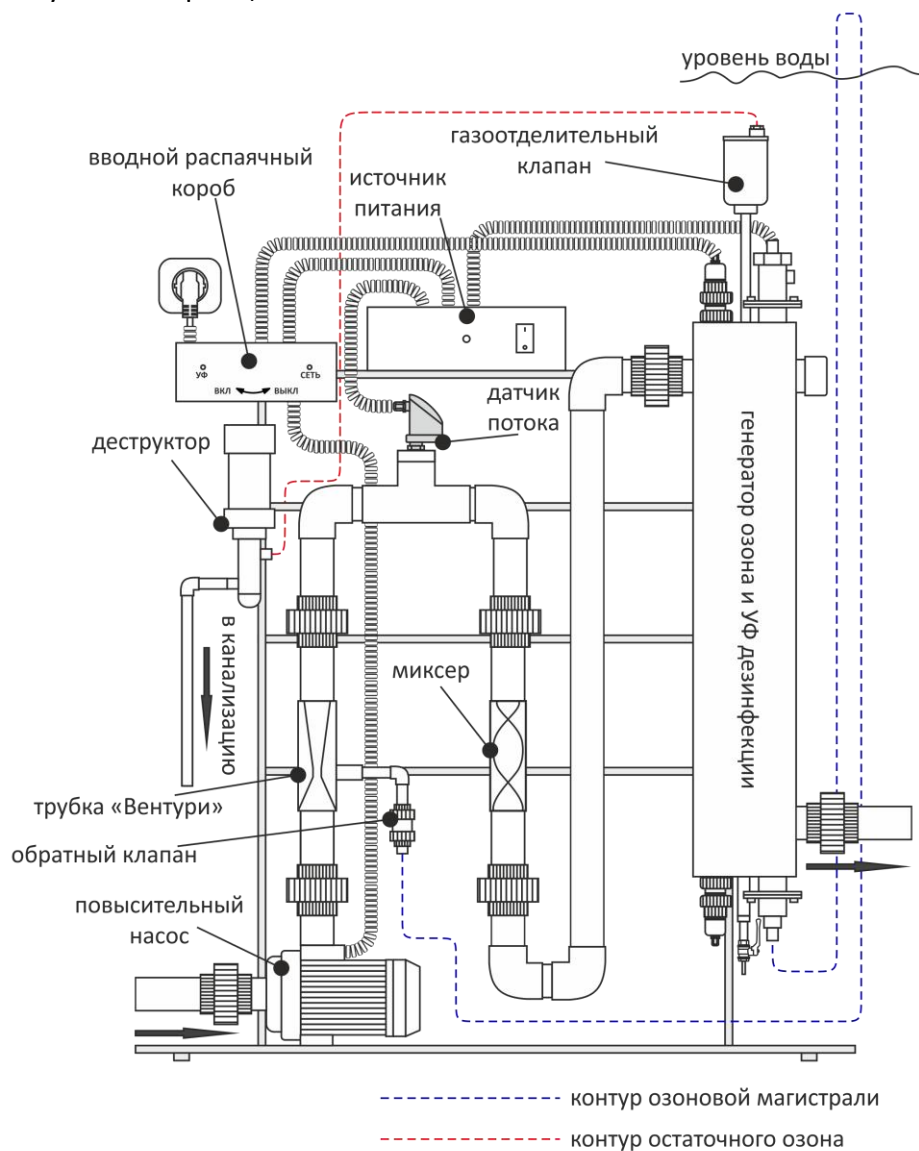 уровень воды
газоотделительный
клапан
вводной распаячный
короб
источник
питания
УФ
СЕТЬ
ВКЛ
ВЫКЛ
датчик
потока
деструктор
генератор озона и УФ дезинфекции
в канализацию
миксер
трубка «Вентури»
обратный клапан
повысительный
насос
контур озоновой магистрали
контур остаточного озона